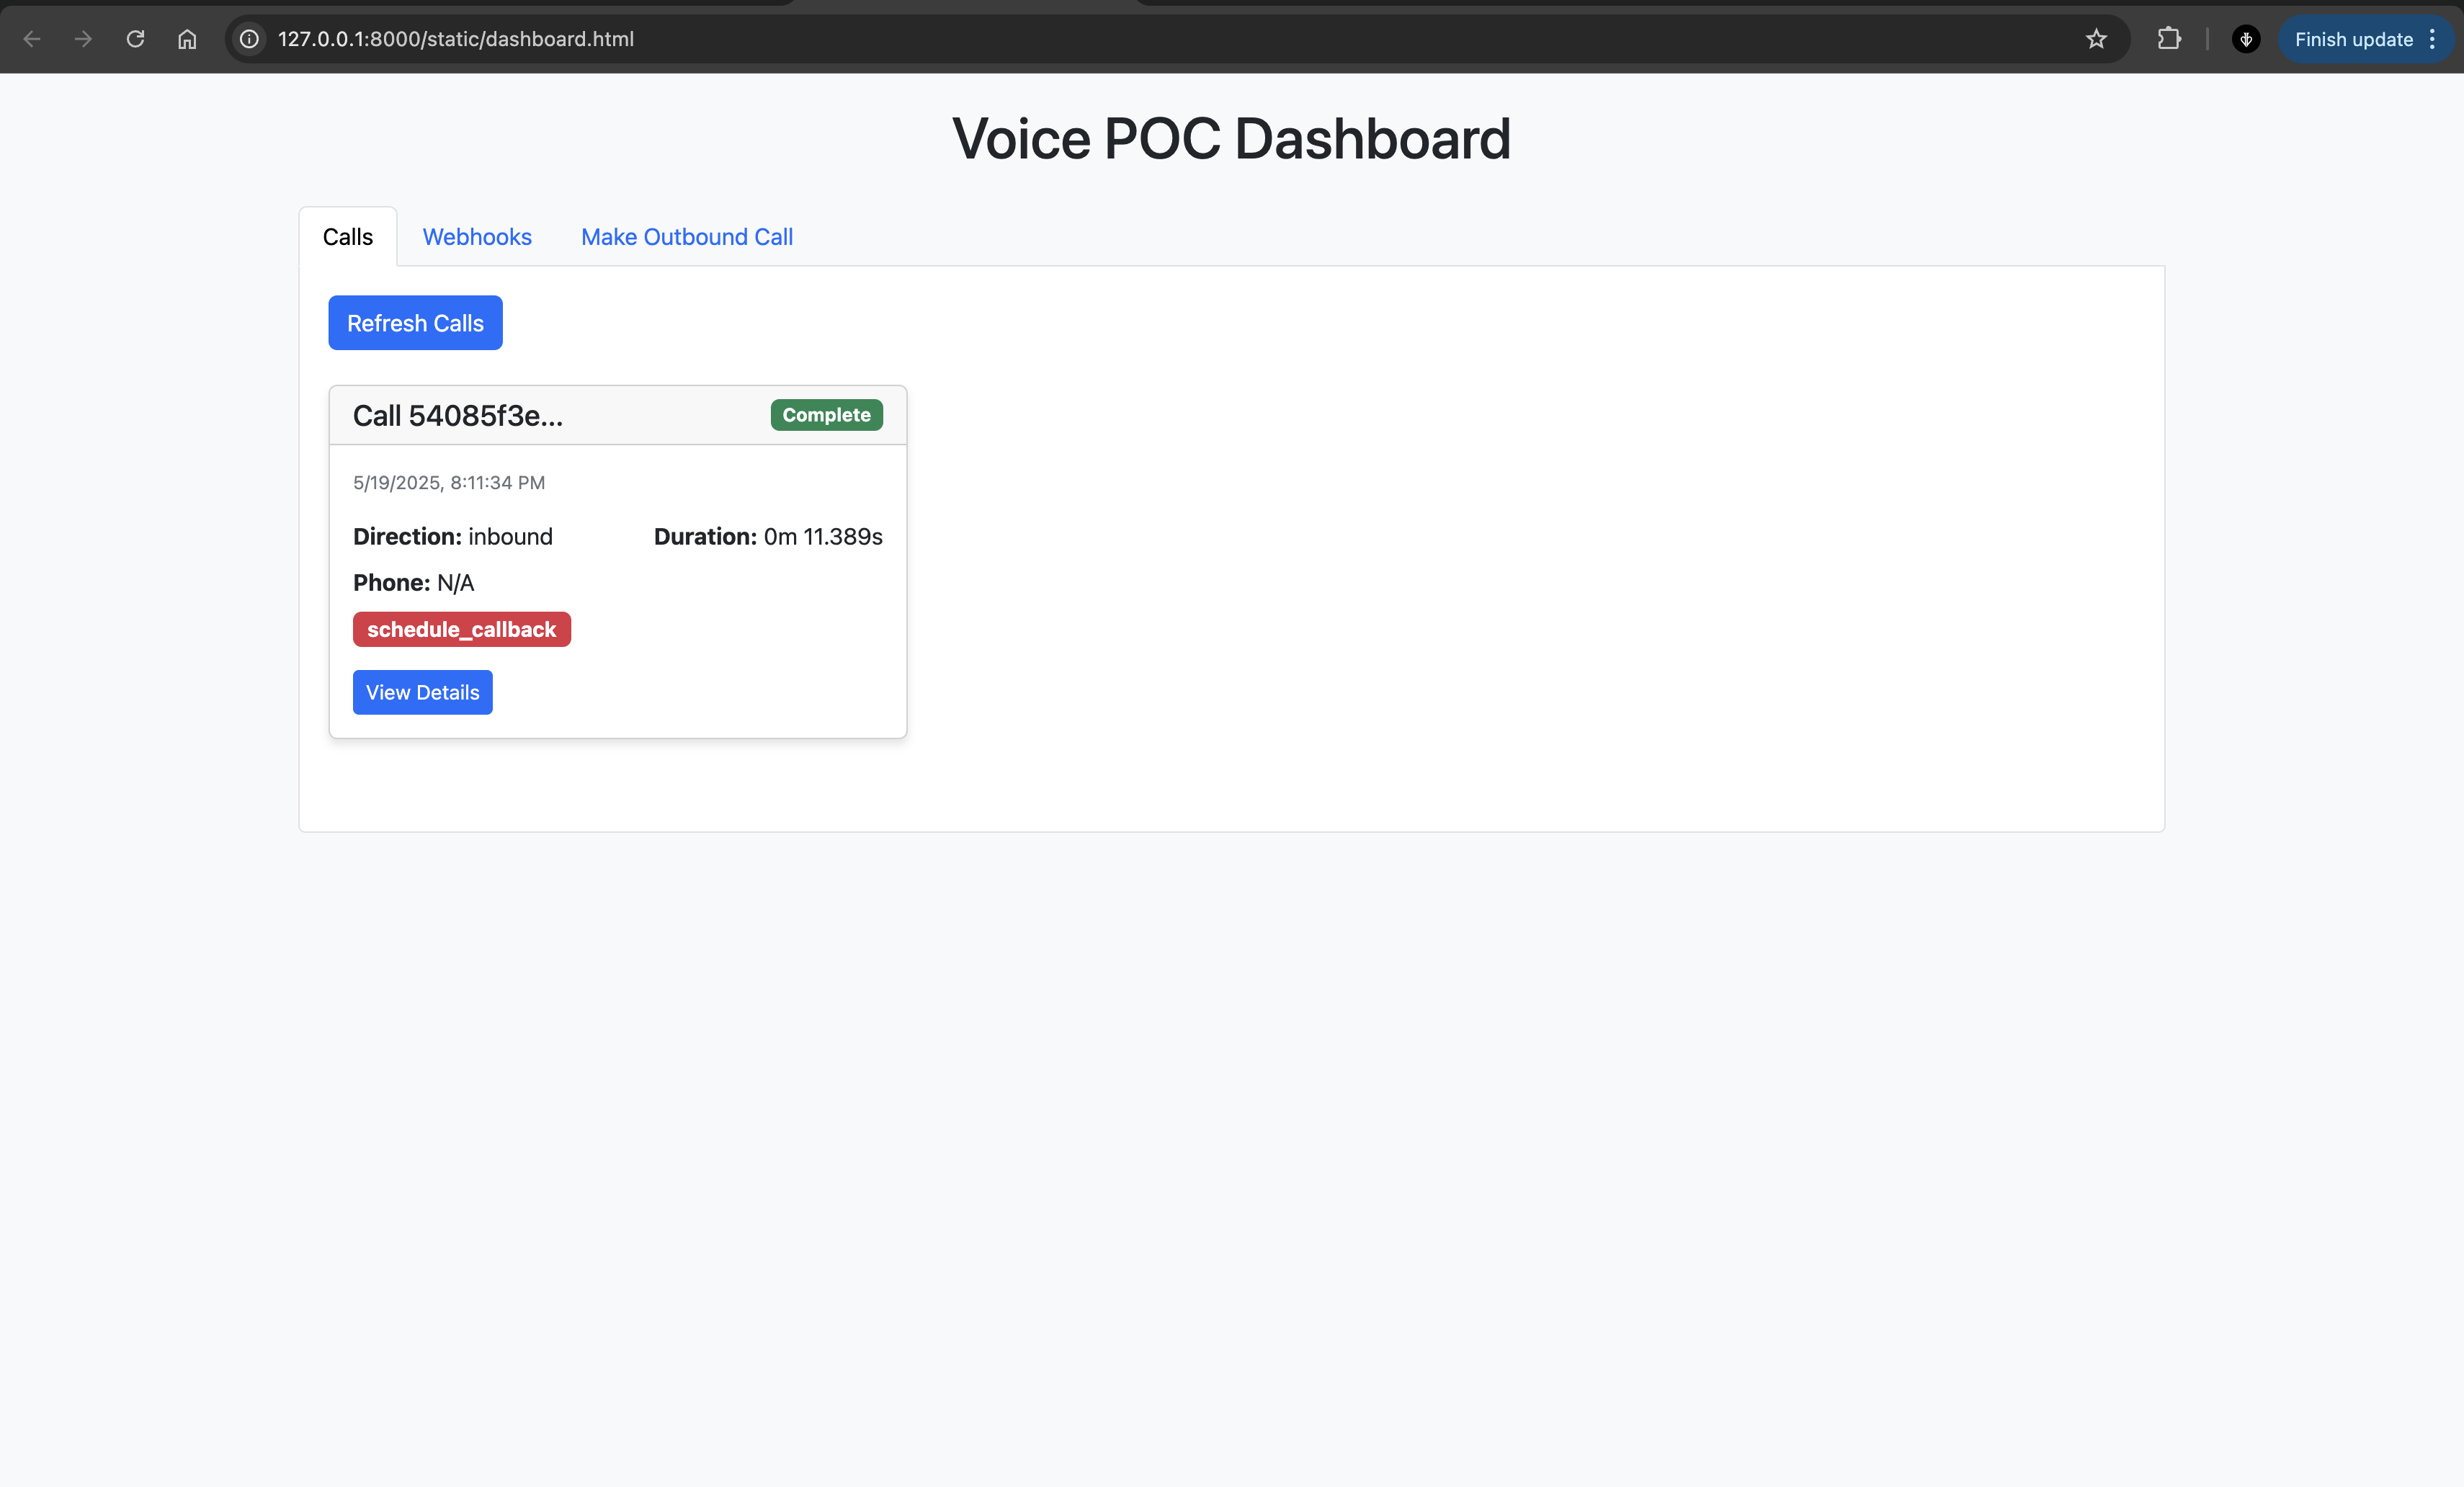 127.0.0.1:8000/static/dashboard.html
Finish update
Voice POC Dashboard
Calls Webhooks Make Outbound Call
Refresh Calls
Call 54085f3e... Complete
5/19/2025, 8:11:34 PM
Direction: inbound Duration: 0m 11.389s
Phone: N/A
schedule_callback
View Details